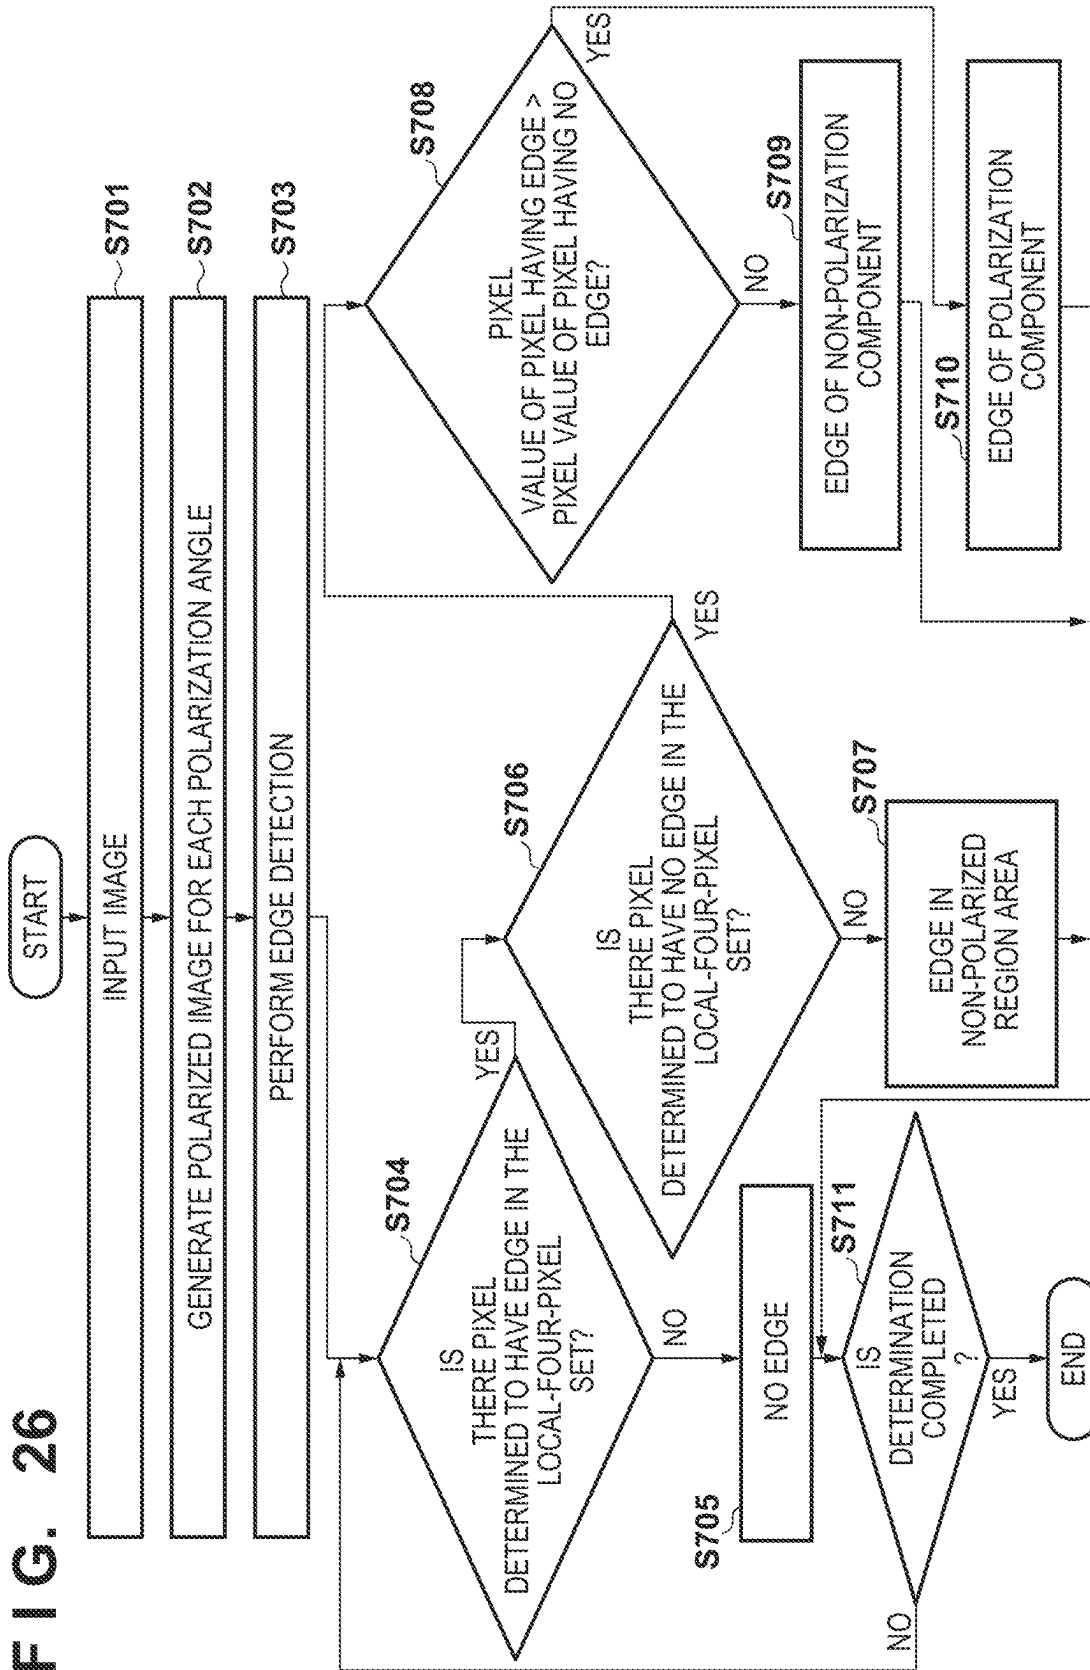 FIG. 26
START
INPUT IMAGE
S701
GENERATE POLARIZED IMAGE FOR EACH POLARIZATION ANGLE
S702
PERFORM EDGE DETECTION
S703
S704
IS
THERE PIXEL
DETERMINED TO HAVE EDGE IN THE
LOCAL-FOUR-PIXEL
SET?
YES
NO
S705
NO EDGE
S706
IS
THERE PIXEL
DETERMINED TO HAVE NO EDGE IN THE
LOCAL-FOUR-PIXEL
SET?
YES
NO
S707
EDGE IN
NON-POLARIZED
REGION AREA
S708
PIXEL
VALUE OF PIXEL HAVING EDGE >
PIXEL VALUE OF PIXEL HAVING NO
EDGE?
YES
NO
S709
EDGE OF NON-POLARIZATION
COMPONENT
S710
EDGE OF POLARIZATION
COMPONENT
S711
IS
DETERMINATION
COMPLETED
?
NO
YES
END